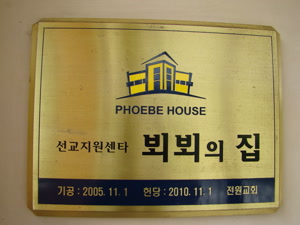 PHOEBE HOUSE
선교지원센타 뵈뵈의 집
기공 : 2005. 11. 1 헌당 : 2010. 11. 1 전원교회